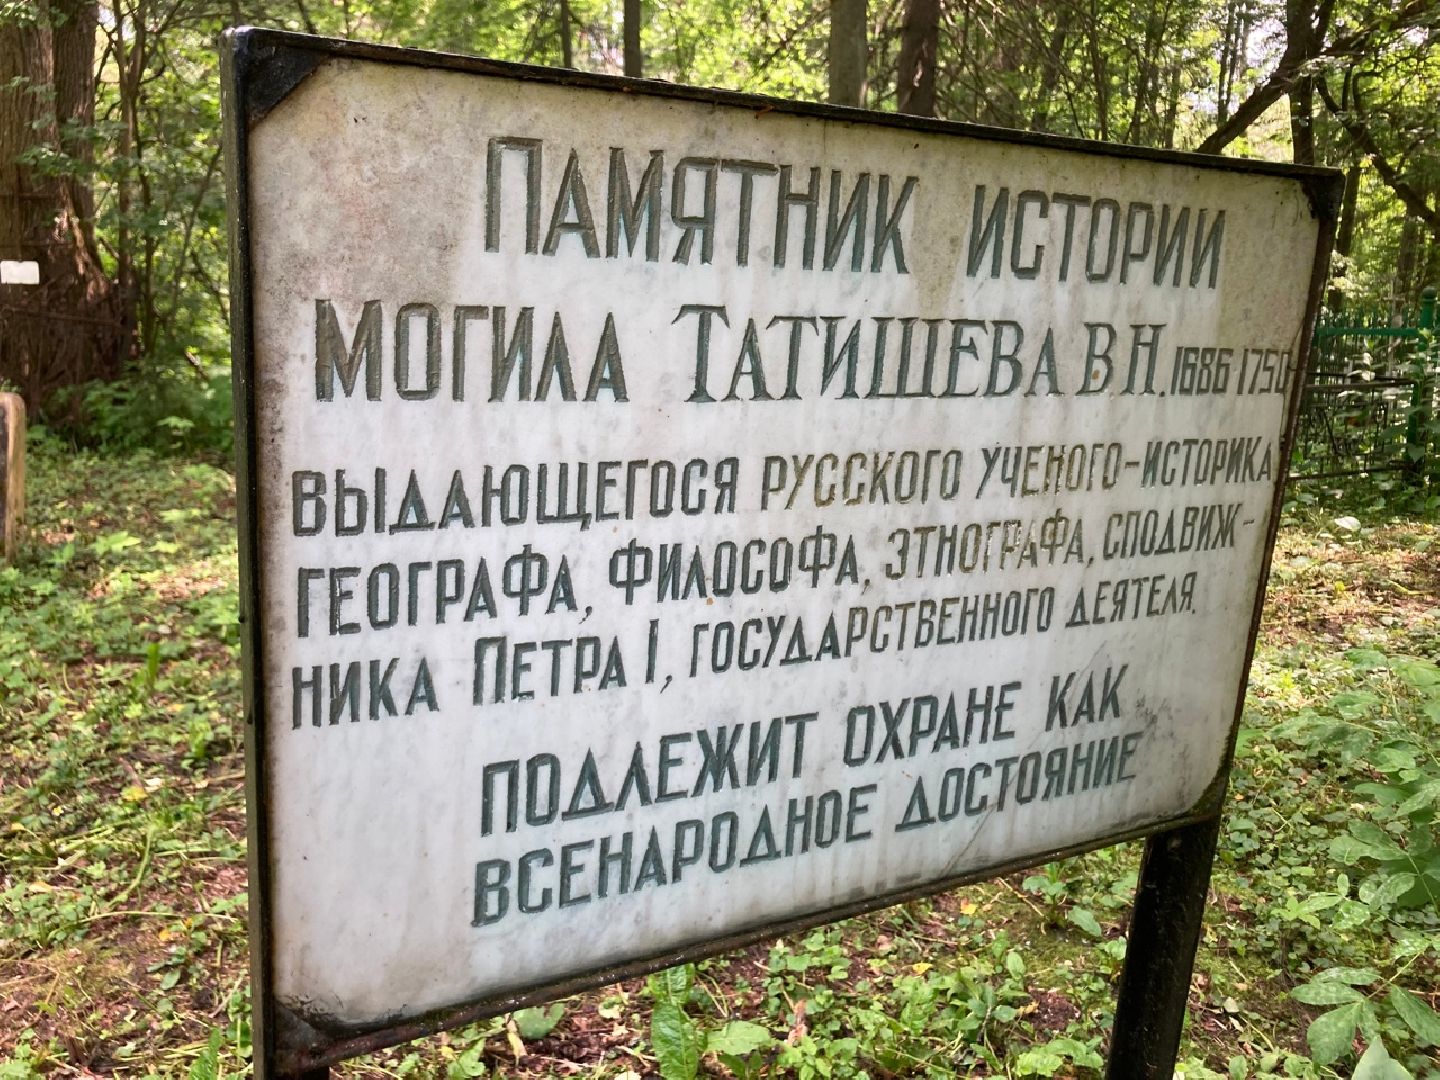 ПАМЯТНИК ИСТОРИИ
МОГИЛА ТАТИЩЕВА В.Н. 1686-1750
ВЫДАЮЩЕГОСЯ РУССКОГО УЧЕНОГО-ИСТОРИКА,
ГЕОГРАФА, ФИЛОСОФА, ЭТНОГРАФА, СПОДВИЖ-
НИКА ПЕТРА I, ГОСУДАРСТВЕННОГО ДЕЯТЕЛЯ.
ПОДЛЕЖИТ ОХРАНЕ КАК
ВСЕНАРОДНОЕ ДОСТОЯНИЕ